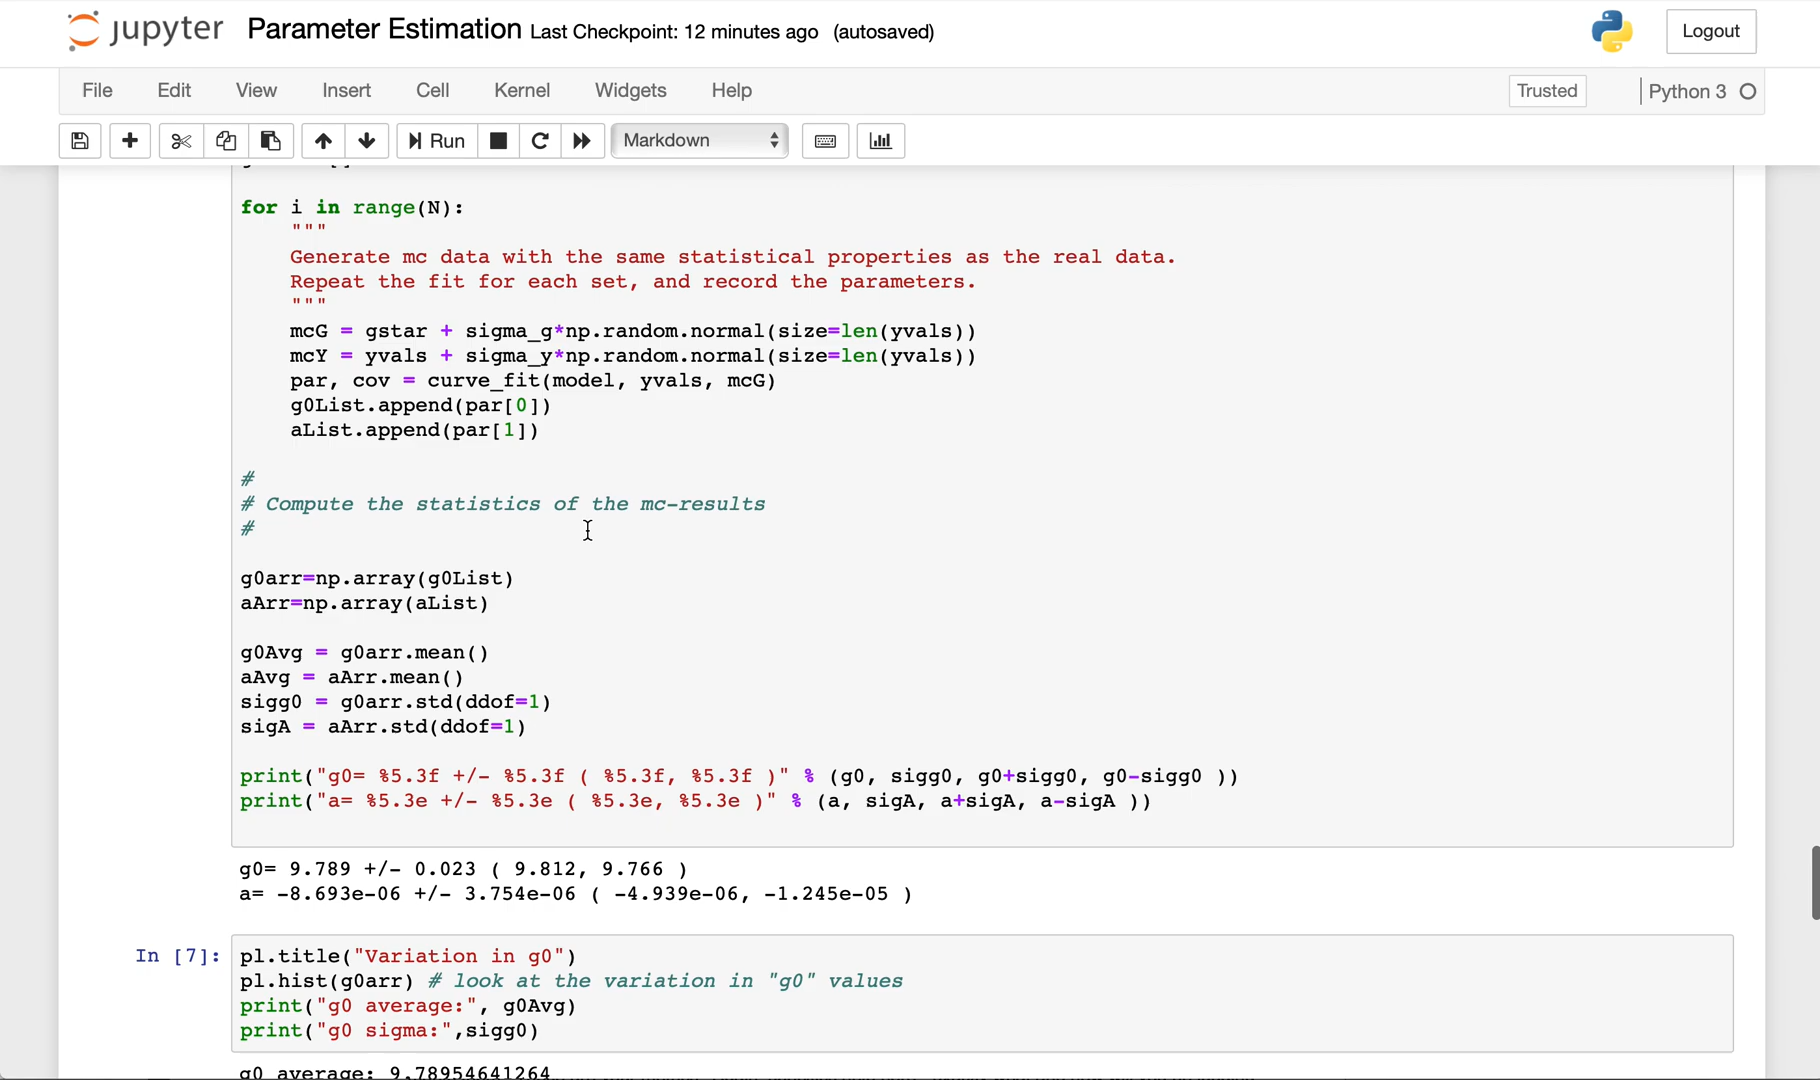 jupyter Parameter Estimation Last Checkpoint: 12 minutes ago (autosaved) Logout
File Edit View Insert Cell Kernel Widgets Help Trusted Python 3
Run Markdown
for i in range(N):
"""
Generate mc data with the same statistical properties as the real data.
Repeat the fit for each set, and record the parameters.
"""
mcG = gstar + sigma_g*np.random.normal(size=len(yvals))
mcY = yvals + sigma_y*np.random.normal(size=len(yvals))
par, cov = curve_fit(model, yvals, mcG)
g0List.append(par[0])
aList.append(par[1])
#
# Compute the statistics of the mc-results
#
g0arr=np.array(g0List)
aArr=np.array(aList)
g0Avg = g0arr.mean()
aAvg = aArr.mean()
sigg0 = g0arr.std(ddof=1)
sigA = aArr.std(ddof=1)
print("g0= %5.3f +/- %5.3f ( %5.3f, %5.3f )" % (g0, sigg0, g0+sigg0, g0-sigg0 ))
print("a= %5.3e +/- %5.3e ( %5.3e, %5.3e )" % (a, sigA, a+sigA, a-sigA ))
g0= 9.789 +/- 0.023 ( 9.812, 9.766 )
a= -8.693e-06 +/- 3.754e-06 ( -4.939e-06, -1.245e-05 )
In [7]: pl.title("Variation in g0")
pl.hist(g0arr) # look at the variation in "g0" values
print("g0 average:", g0Avg)
print("g0 sigma:",sigg0)
g0 average: 9.78954641264